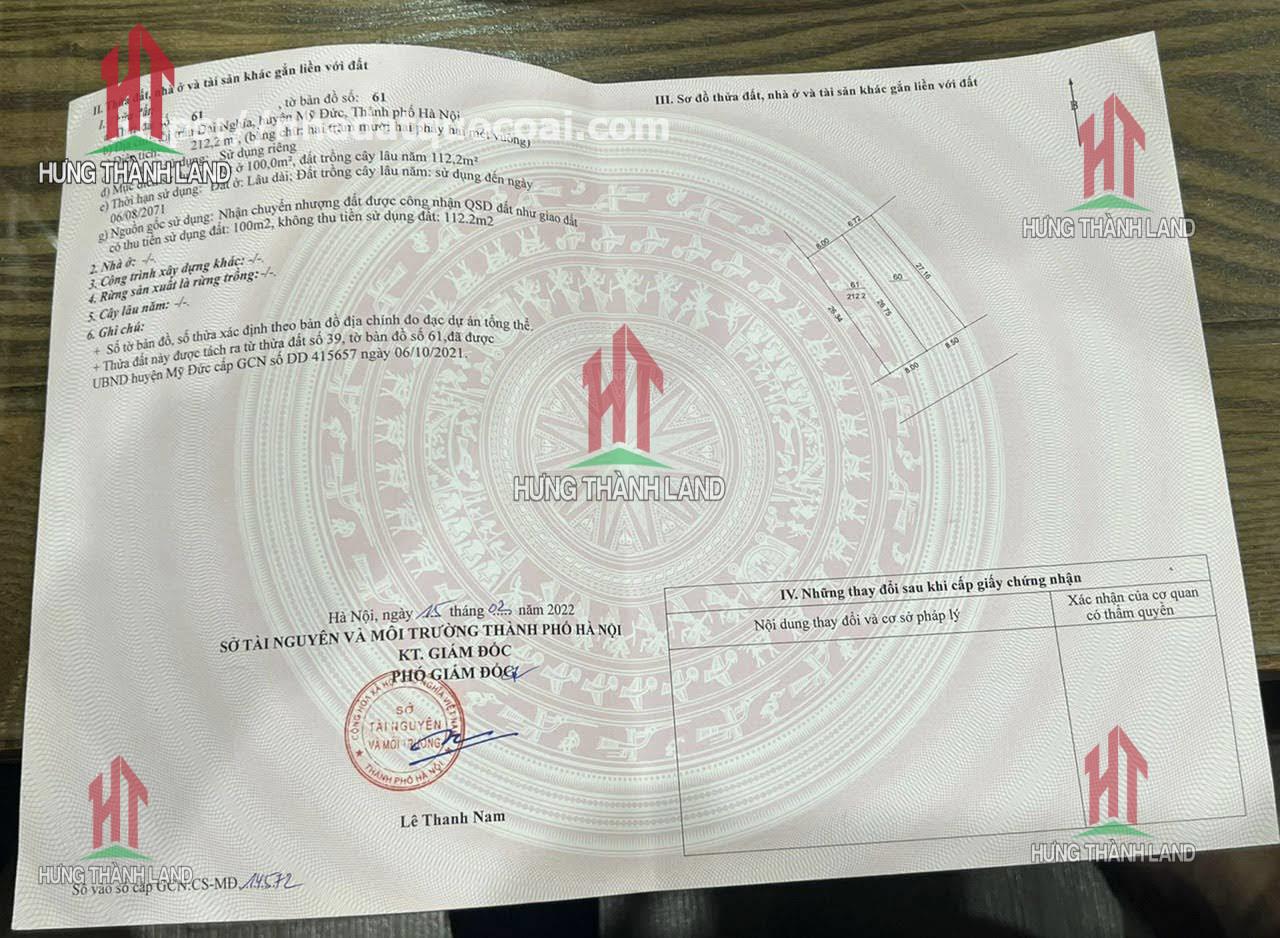 II. Thửa đất, nhà ở và tài sản khác gắn liền với đất
61 , tờ bản đồ số: 61
Đại Nghĩa, huyện Mỹ Đức, Thành phố Hà Nội
212,2 m², (bằng chữ: hai trăm mười hai phảy hai mét vuông)
Sử dụng riêng
ở 100,0m², đất trồng cây lâu năm 112,2m²
e) Thời hạn sử dụng: Đất ở: Lâu dài; Đất trồng cây lâu năm: sử dụng đến ngày
06/08/2071
g) Nguồn gốc sử dụng: Nhận chuyển nhượng đất được công nhận QSD đất như giao đất
có thu tiền sử dụng đất: 100m2, không thu tiền sử dụng đất: 112.2m2
2. Nhà ở: -/-.
3. Công trình xây dựng khác: -/-.
4. Rừng sản xuất là rừng trồng: -/-.
5. Cây lâu năm: -/-.
6. Ghi chú:
+ Số tờ bản đồ, số thửa xác định theo bản đồ địa chính đo đạc dự án tổng thể.
+ Thửa đất này được tách ra từ thửa đất số 39, tờ bản đồ số 61,đã được
UBND huyện Mỹ Đức cấp GCN số DD 415657 ngày 06/10/2021.
Hà Nội, ngày 15 tháng 02 năm 2022
SỞ TÀI NGUYÊN VÀ MÔI TRƯỜNG THÀNH PHỐ HÀ NỘI
KT. GIÁM ĐỐC
PHÓ GIÁM ĐỐC
SỞ
TÀI NGUYÊN
VÀ MÔI TRƯỜNG
THÀNH PHỐ HÀ NỘI
Lê Thanh Nam
Số vào sổ cấp GCN:CS-MĐ 14572
III. Sơ đồ thửa đất, nhà ở và tài sản khác gắn liền với đất
B
6.72
8.00
27.16
60
61
212.2
26.75
26.34
8.50
8.00
IV. Những thay đổi sau khi cấp giấy chứng nhận
Nội dung thay đổi và cơ sở pháp lý
Xác nhận của cơ quan
có thẩm quyền
HƯNG THÀNH LAND
HƯNG THÀNH LAND
HƯNG THÀNH LAND
HƯNG THÀNH LAND
HƯNG THÀNH LAND